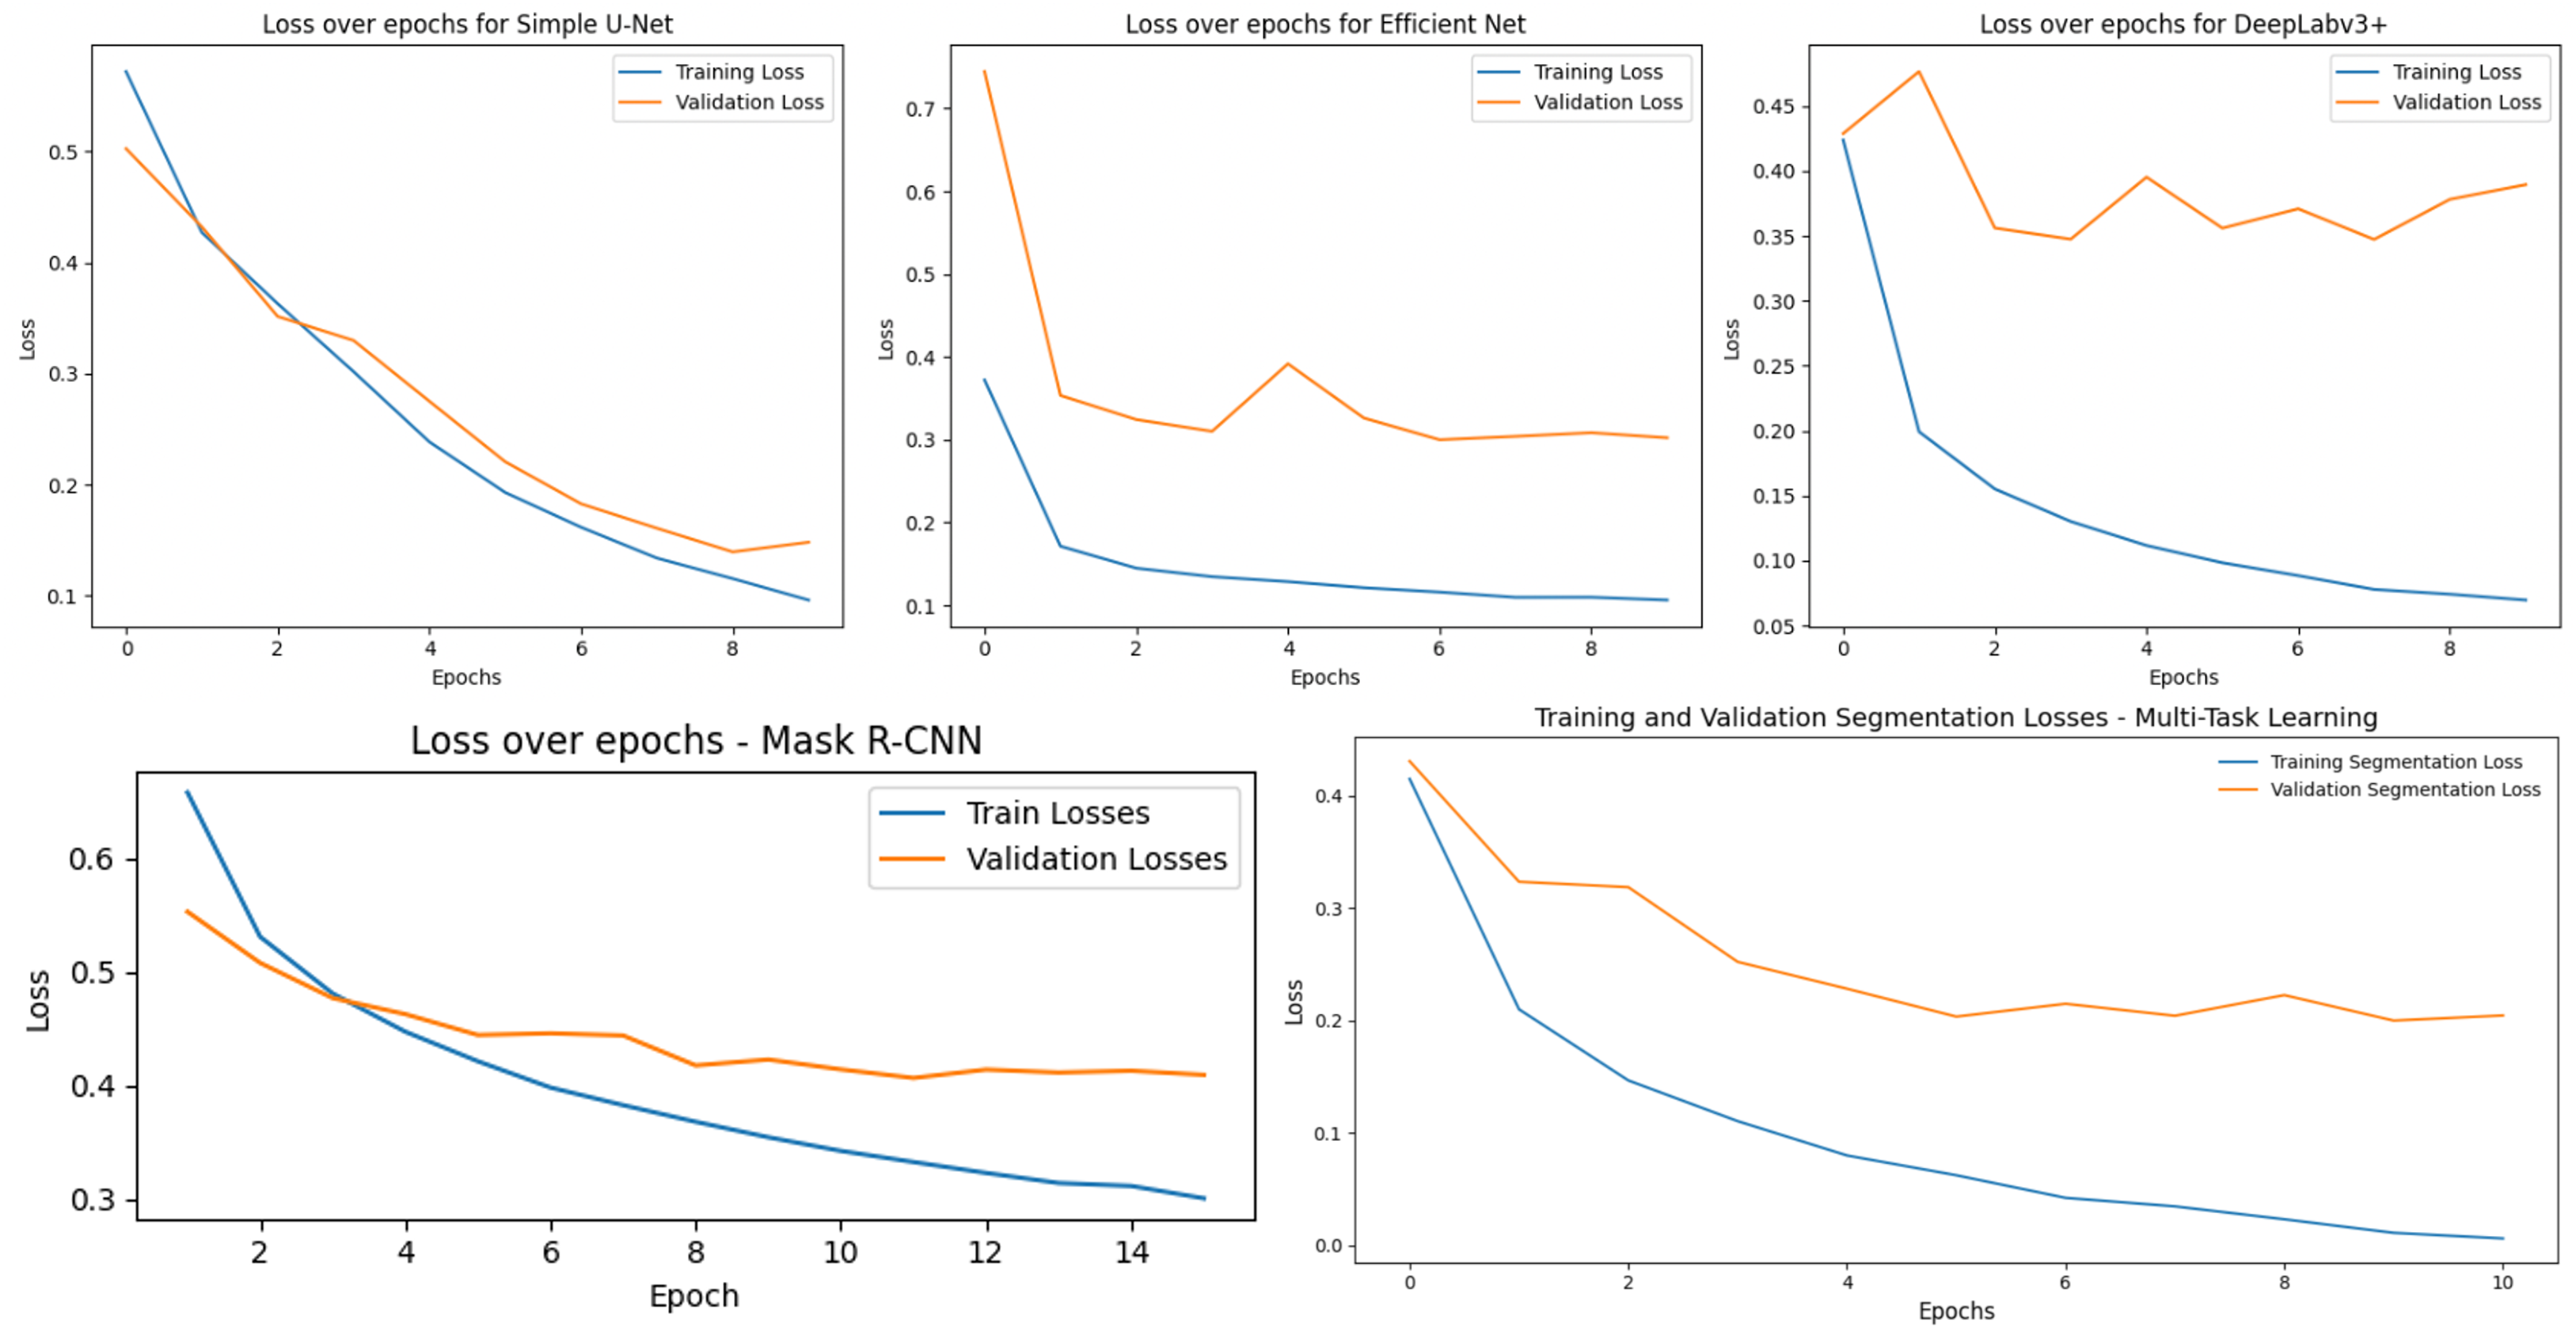 Loss over epochs for Simple U-Net
Training Loss
Validation Loss
0.5
0.4
0.3
0.2
0.1
Loss
0 2 4 6 8
Epochs
Loss over epochs for Efficient Net
Training Loss
Validation Loss
0.7
0.6
0.5
0.4
0.3
0.2
0.1
Loss
0 2 4 6 8
Epochs
Loss over epochs for DeepLabv3+
Training Loss
Validation Loss
0.45
0.40
0.35
0.30
0.25
0.20
0.15
0.10
0.05
Loss
0 2 4 6 8
Epochs
Loss over epochs - Mask R-CNN
Train Losses
Validation Losses
0.6
0.5
0.4
0.3
Loss
2 4 6 8 10 12 14
Epoch
Training and Validation Segmentation Losses - Multi-Task Learning
Training Segmentation Loss
Validation Segmentation Loss
0.4
0.3
0.2
0.1
0.0
Loss
0 2 4 6 8 10
Epochs